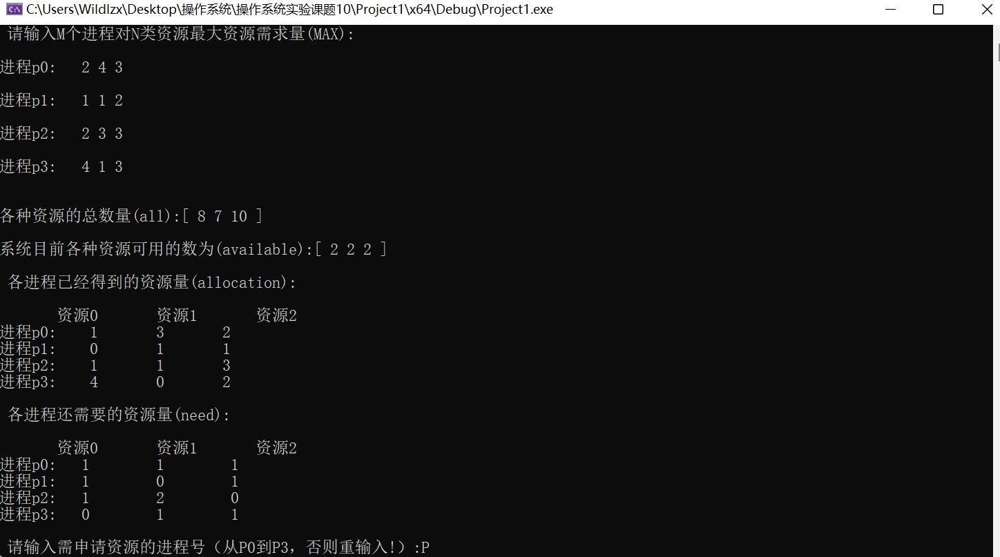 C:\Users\Wildlzx\Desktop\操作系统\操作系统实验课题10\Project1\x64\Debug\Project1.exe
请输入M个进程对N类资源最大资源需求量(MAX):
进程p0: 2 4 3
进程p1: 1 1 2
进程p2: 2 3 3
进程p3: 4 1 3
各种资源的总数量(all):[ 8 7 10 ]
系统目前各种资源可用的数为(available):[ 2 2 2 ]
各进程已经得到的资源量(allocation):
资源0 资源1 资源2
进程p0: 1 3 2
进程p1: 0 1 1
进程p2: 1 1 3
进程p3: 4 0 2
各进程还需要的资源量(need):
资源0 资源1 资源2
进程p0: 1 1 1
进程p1: 1 0 1
进程p2: 1 2 0
进程p3: 0 1 1
请输入需申请资源的进程号（从P0到P3，否则重输入!）:P